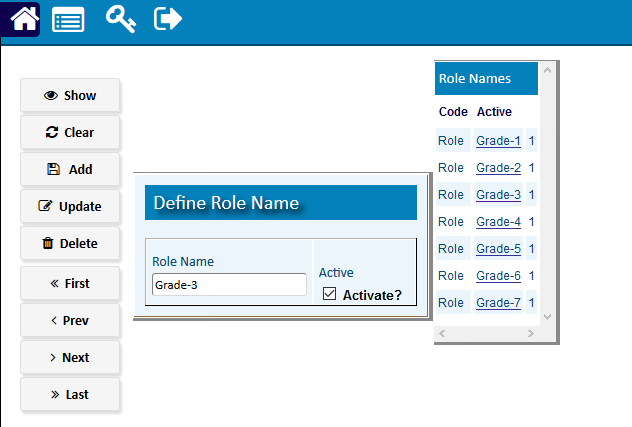 Show
Clear
Add
Update
Delete
First
Prev
Next
Last
Define Role Name
Role Name
Grade-3
Active
Activate?
Role Names
Code Active
Role Grade-1 1
Role Grade-2 1
Role Grade-3 1
Role Grade-4 1
Role Grade-5 1
Role Grade-6 1
Role Grade-7 1